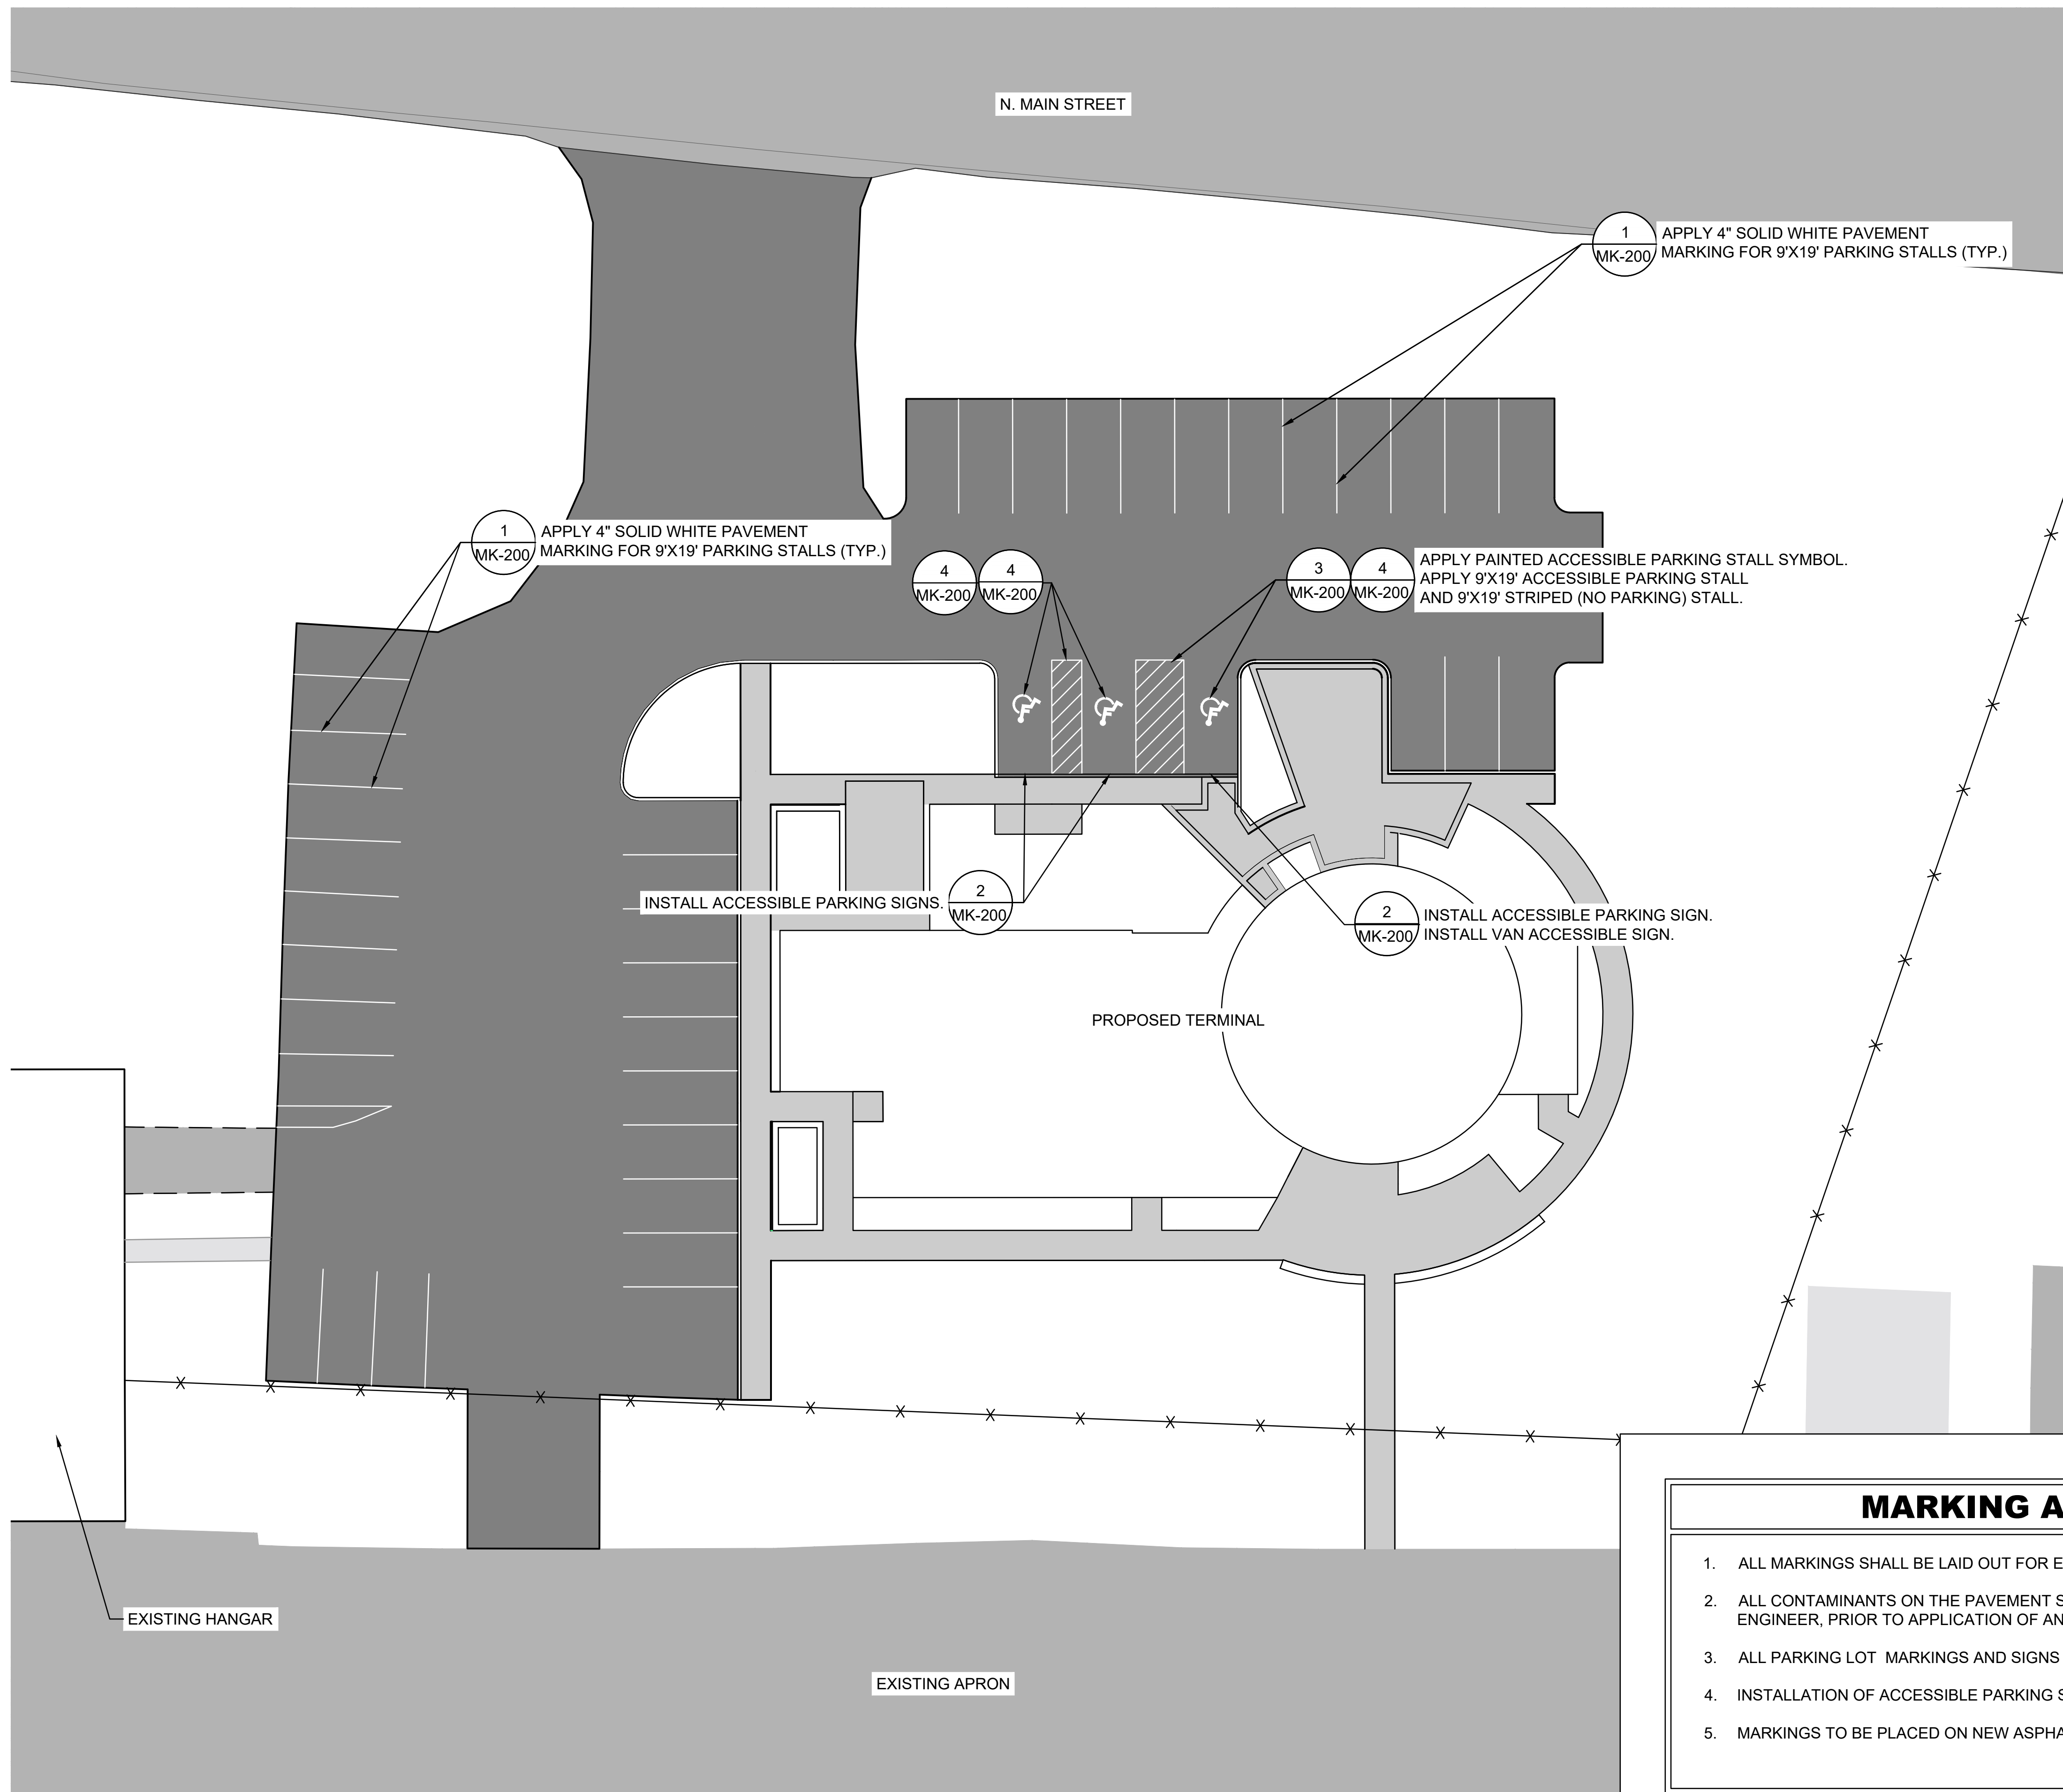 N. MAIN STREET
1
MK-200
APPLY 4" SOLID WHITE PAVEMENT
MARKING FOR 9'X19' PARKING STALLS (TYP.)
1
MK-200
APPLY 4" SOLID WHITE PAVEMENT
MARKING FOR 9'X19' PARKING STALLS (TYP.)
4
MK-200
4
MK-200
3
MK-200
4
MK-200
APPLY PAINTED ACCESSIBLE PARKING STALL SYMBOL.
APPLY 9'X19' ACCESSIBLE PARKING STALL
AND 9'X19' STRIPED (NO PARKING) STALL.
INSTALL ACCESSIBLE PARKING SIGNS.
2
MK-200
2
MK-200
INSTALL ACCESSIBLE PARKING SIGN.
INSTALL VAN ACCESSIBLE SIGN.
PROPOSED TERMINAL
EXISTING HANGAR
EXISTING APRON
MARKING A
1. ALL MARKINGS SHALL BE LAID OUT FOR E
2. ALL CONTAMINANTS ON THE PAVEMENT S
ENGINEER, PRIOR TO APPLICATION OF AN
3. ALL PARKING LOT MARKINGS AND SIGNS
4. INSTALLATION OF ACCESSIBLE PARKING S
5. MARKINGS TO BE PLACED ON NEW ASPHA